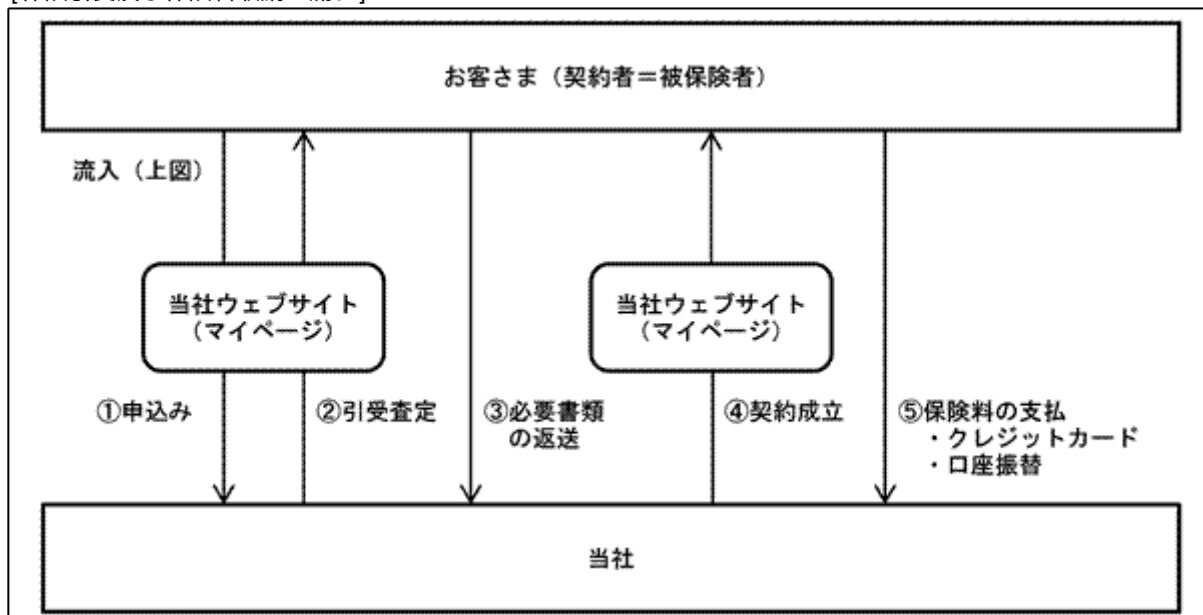 お客さま（契約者＝被保険者）
流入（上図）
当社ウェブサイト
（マイページ）
当社ウェブサイト
（マイページ）
①申込み
②引受査定
③必要書類
の返送
④契約成立
⑤保険料の支払
・クレジットカード
・口座振替
当社